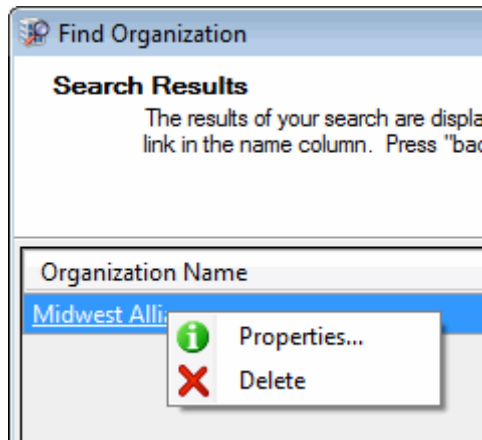 Find Organization
Search Results
The results of your search are displa
link in the name column. Press "bac
Organization Name
Midwest Alli
Properties...
Delete